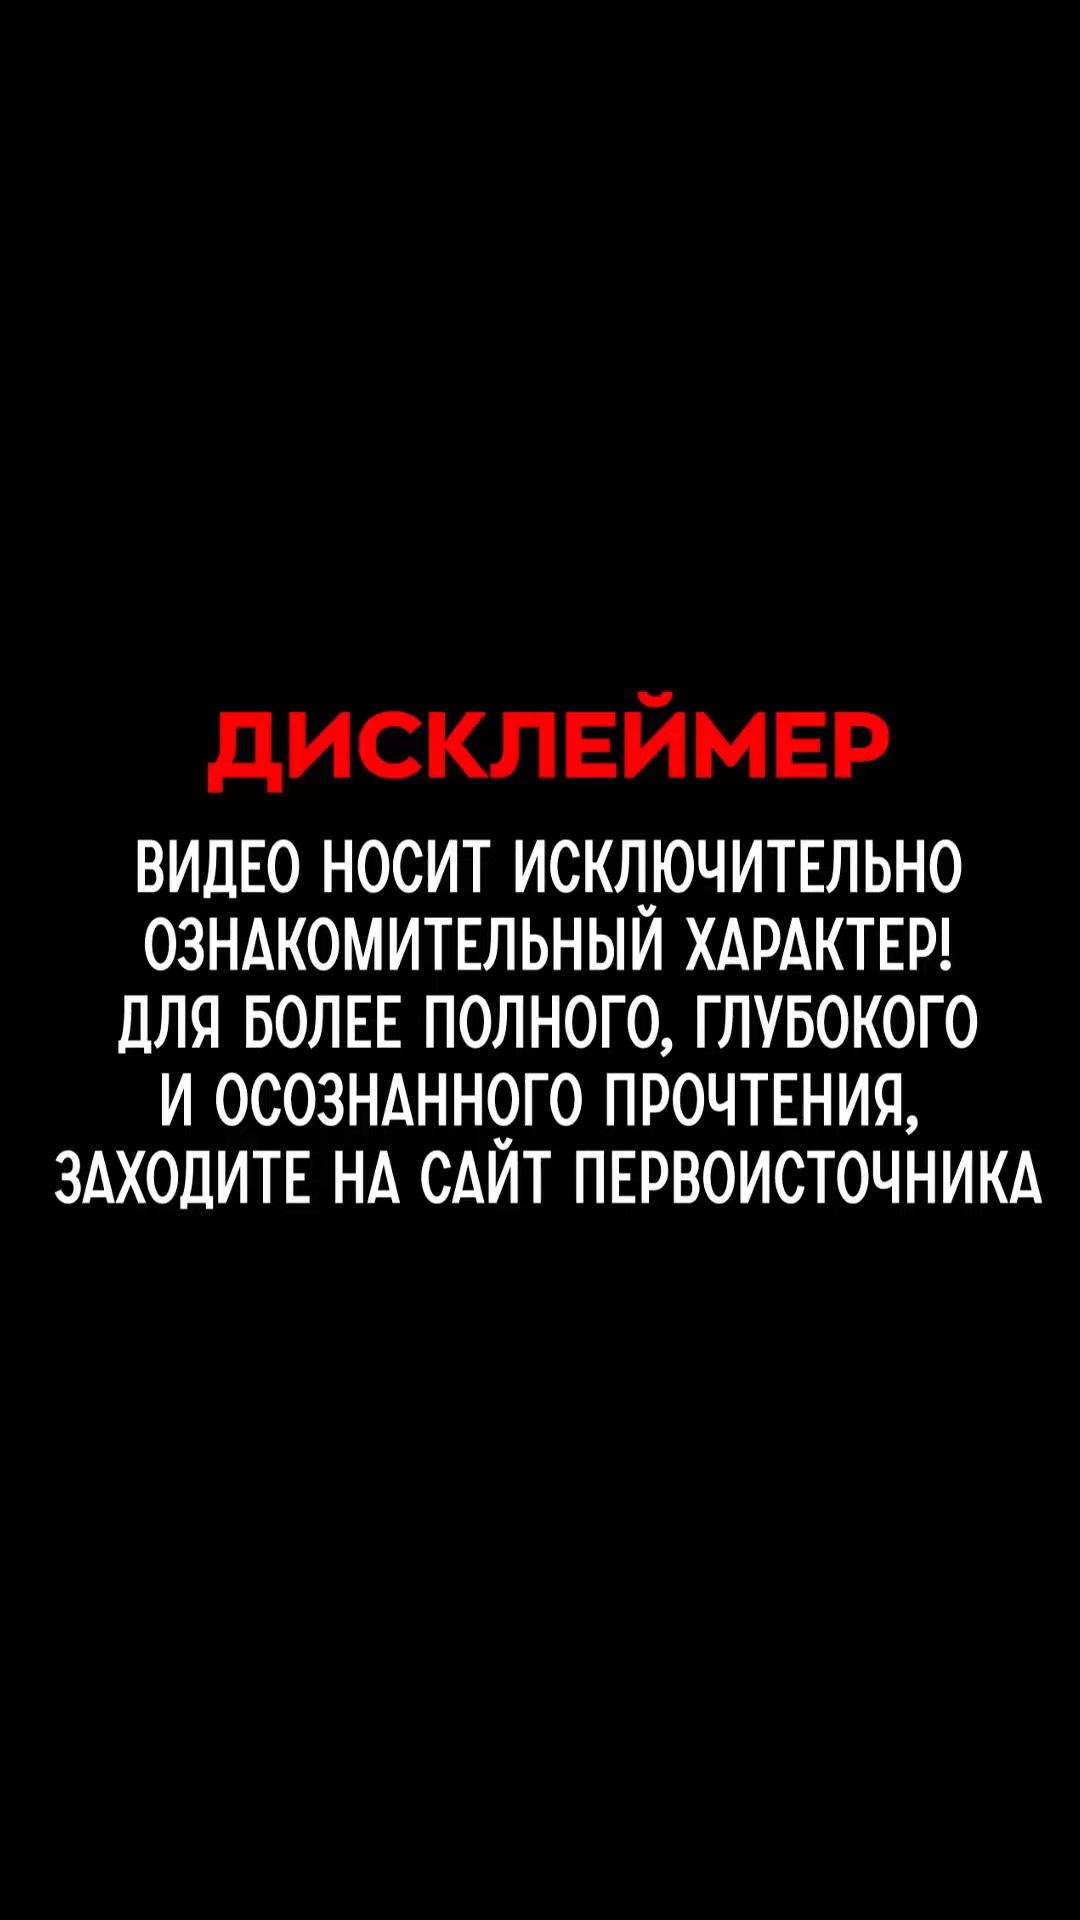 ДИСКЛЕЙМЕР
ВИДЕО НОСИТ ИСКЛЮЧИТЕЛЬНО
ОЗНАКОМИТЕЛЬНЫЙ ХАРАКТЕР!
ДЛЯ БОЛЕЕ ПОЛНОГО, ГЛУБОКОГО
И ОСОЗНАННОГО ПРОЧТЕНИЯ,
ЗАХОДИТЕ НА САЙТ ПЕРВОИСТОЧНИКА